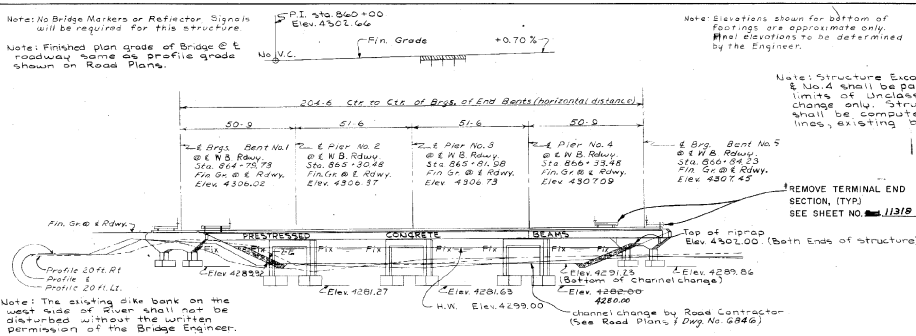 Note: No Bridge Markers or Reflector Signals
will be required for this structure.
Note: Finished plan grade of Bridge @ ℄
roadway same as profile grade
shown on Road Plans.
P.I. Sta. 860+00
Elev. 4302.66
No V.C.
Fin. Grade
+0.70%
Note: Elevations shown for bottom of
footings are approximate only.
Final elevations to be determined
by the Engineer.
Note: Structure Exca
& No. 4 shall be pa
limits of Unclass
change only. Stru
shall be compute
lines, existing
204-6 Ctr. to Ctr. of Brgs. of End Bents (horizontal distance)
50-9
51-6
51-6
50-9
℄ Brgs. Bent No. 1
@ ℄ W.B. Rdwy.
Sta. 864+79.73
Fin. Gr. @ ℄ Rdwy.
Elev. 4306.02
℄ Pier No. 2
@ ℄ W.B. Rdwy.
Sta. 865+30.48
Fin. Gr. @ ℄ Rdwy.
Elev. 4306.37
℄ Pier No. 3
@ ℄ W.B. Rdwy.
Sta. 865+81.98
Fin. Gr. @ ℄ Rdwy.
Elev. 4306.73
℄ Pier No. 4
@ ℄ W.B. Rdwy.
Sta. 866+33.48
Fin. Gr. @ ℄ Rdwy.
Elev. 4307.09
℄ Brg. Bent No. 5
@ ℄ W.B. Rdwy.
Sta. 866+84.23
Fin. Gr. @ ℄ Rdwy.
Elev. 4307.45
REMOVE TERMINAL END
SECTION, (TYP.)
SEE SHEET NO. 11318
Fin. Gr. @ ℄ Rdwy.
PRESTRESSED CONCRETE BEAMS
Top of riprap
Elev. 4302.00 (Both Ends of structure)
Fix Fix Fix Fix Fix
Profile 20 ft. Rt.
Profile ℄
Profile 20 ft. Lt.
Elev. 4281.27
H.W. Elev. 4299.00
Elev. 4281.63
Elev. 4291.23
(Bottom of channel change)
Elev. 4282.00
4280.00
Elev. 4289.86
channel change by Road Contractor
(See Road Plans & Dwg. No. 6846)
Note: The existing dike bank on the
west side of River shall not be
disturbed without the written
permission of the Bridge Engineer.